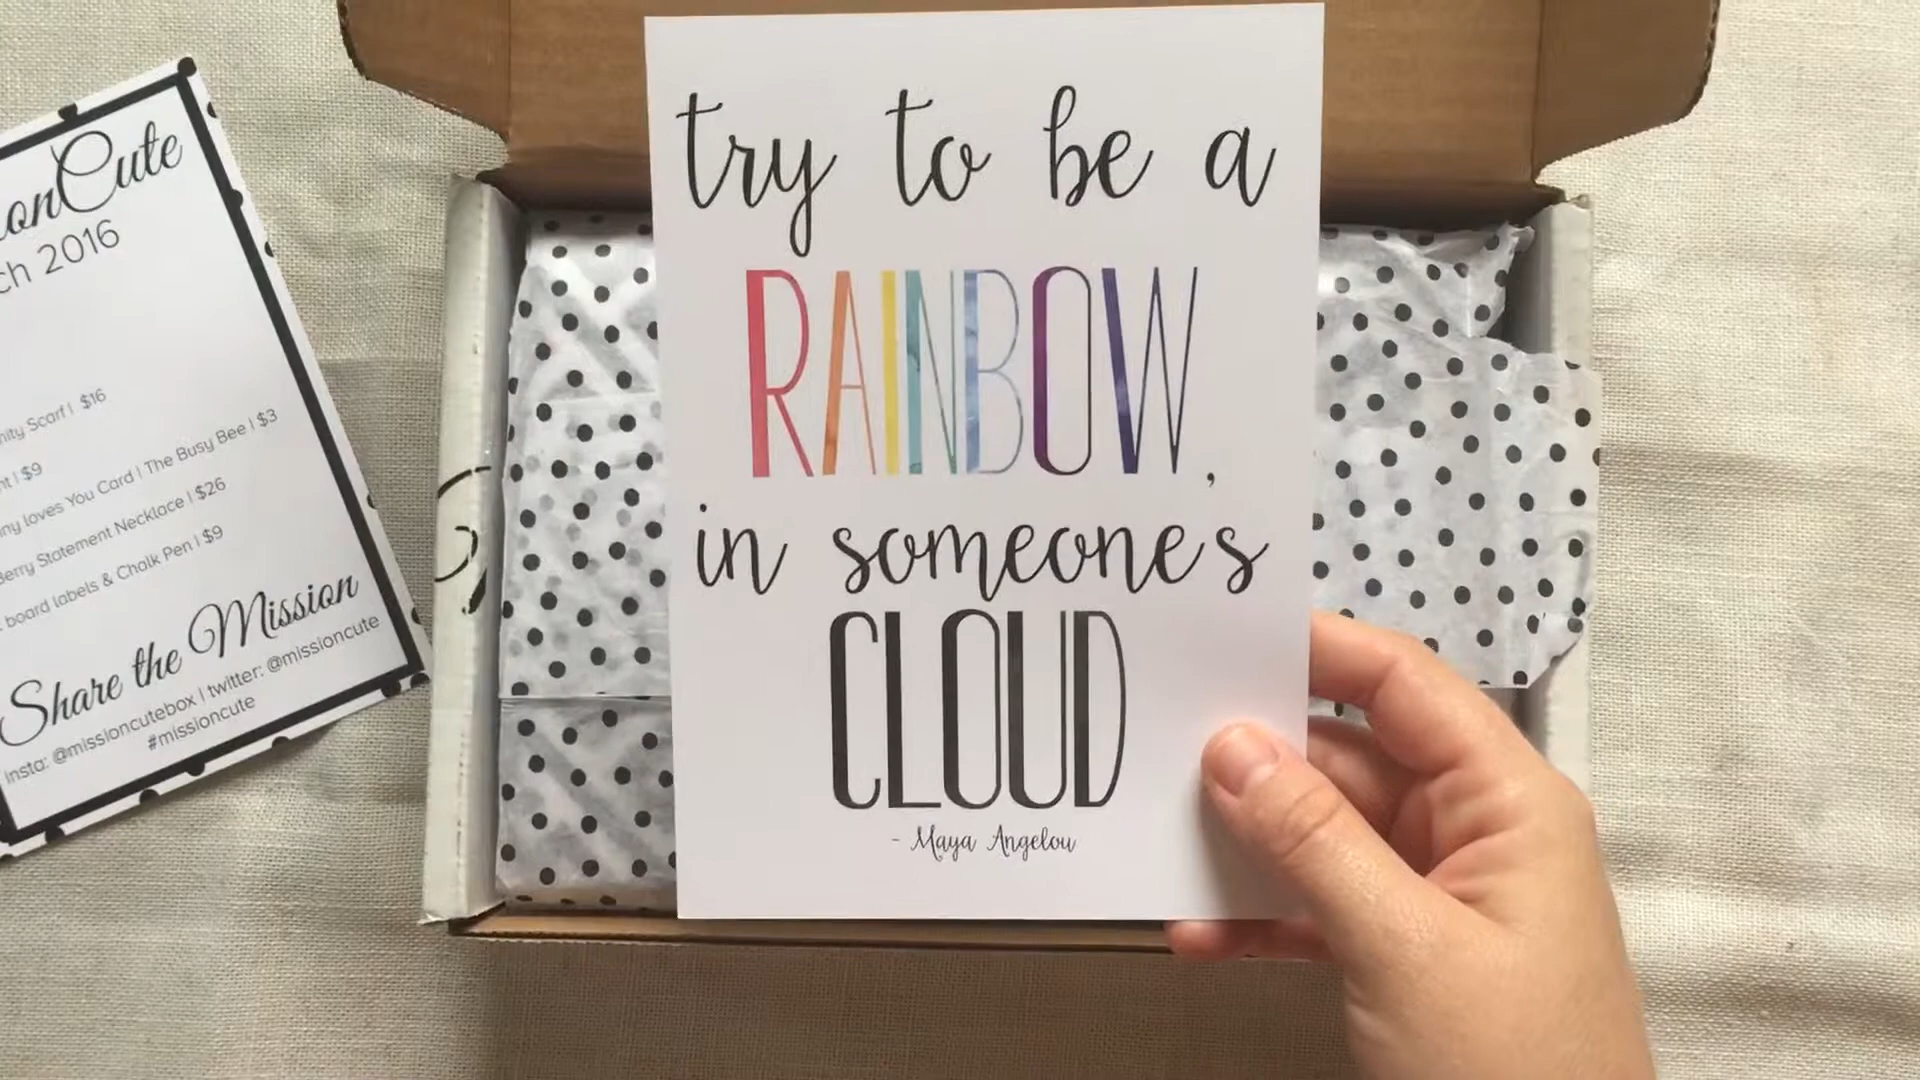 onCute
ch 2016
nity Scarf | $16
nt | $9
ny loves You Card | The Busy Bee | $3
Berry Statement Necklace | $26
board labels & Chalk Pen | $9
Share the Mission
insta: @missioncutebox | twitter: @missioncute
#missioncute
try to be a
RAINBOW,
in someone's
CLOUD
- Maya Angelou